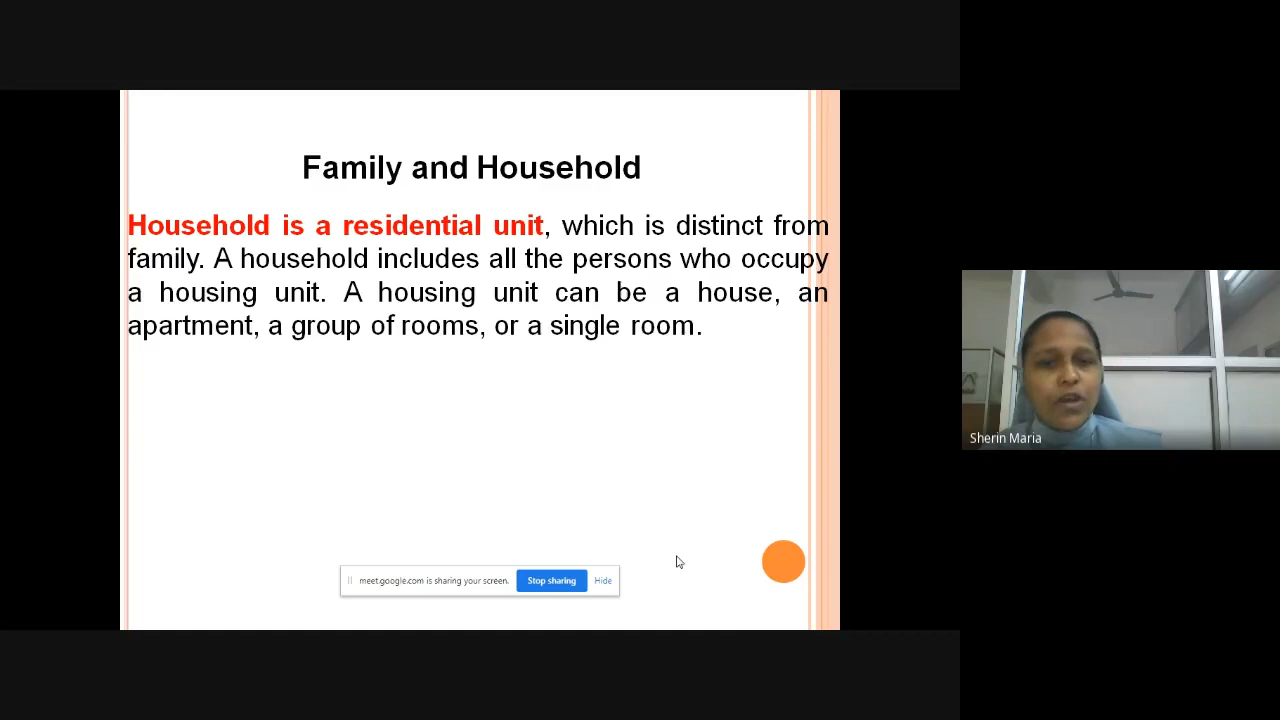 Family and Household
Household is a residential unit, which is distinct from
family. A household includes all the persons who occupy
a housing unit. A housing unit can be a house, an
apartment, a group of rooms, or a single room.
Sherin Maria
meet.google.com is sharing your screen. Stop sharing Hide